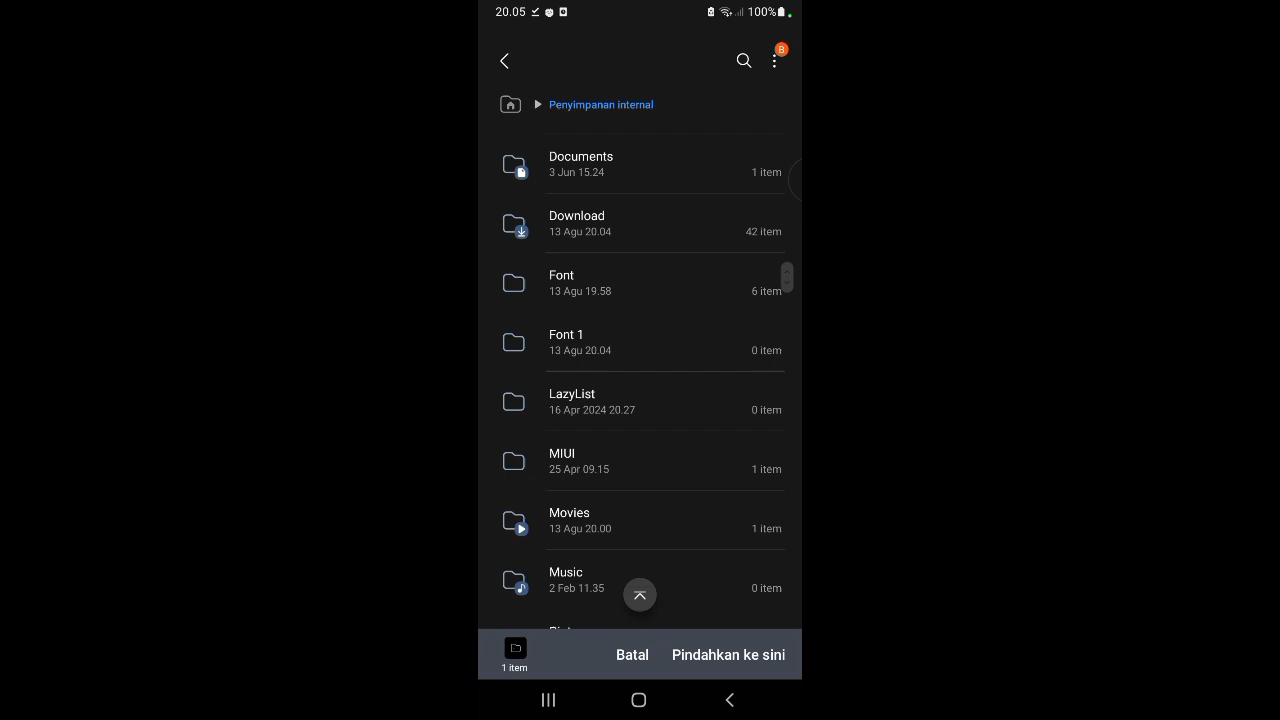 20.05
100%
B
Penyimpanan internal
Documents
3 Jun 15.24
1 item
Download
13 Agu 20.04
42 item
Font
13 Agu 19.58
6 item
Font 1
13 Agu 20.04
0 item
LazyList
16 Apr 2024 20.27
0 item
MIUI
25 Apr 09.15
1 item
Movies
13 Agu 20.00
1 item
Music
2 Feb 11.35
0 item
1 item
Batal
Pindahkan ke sini